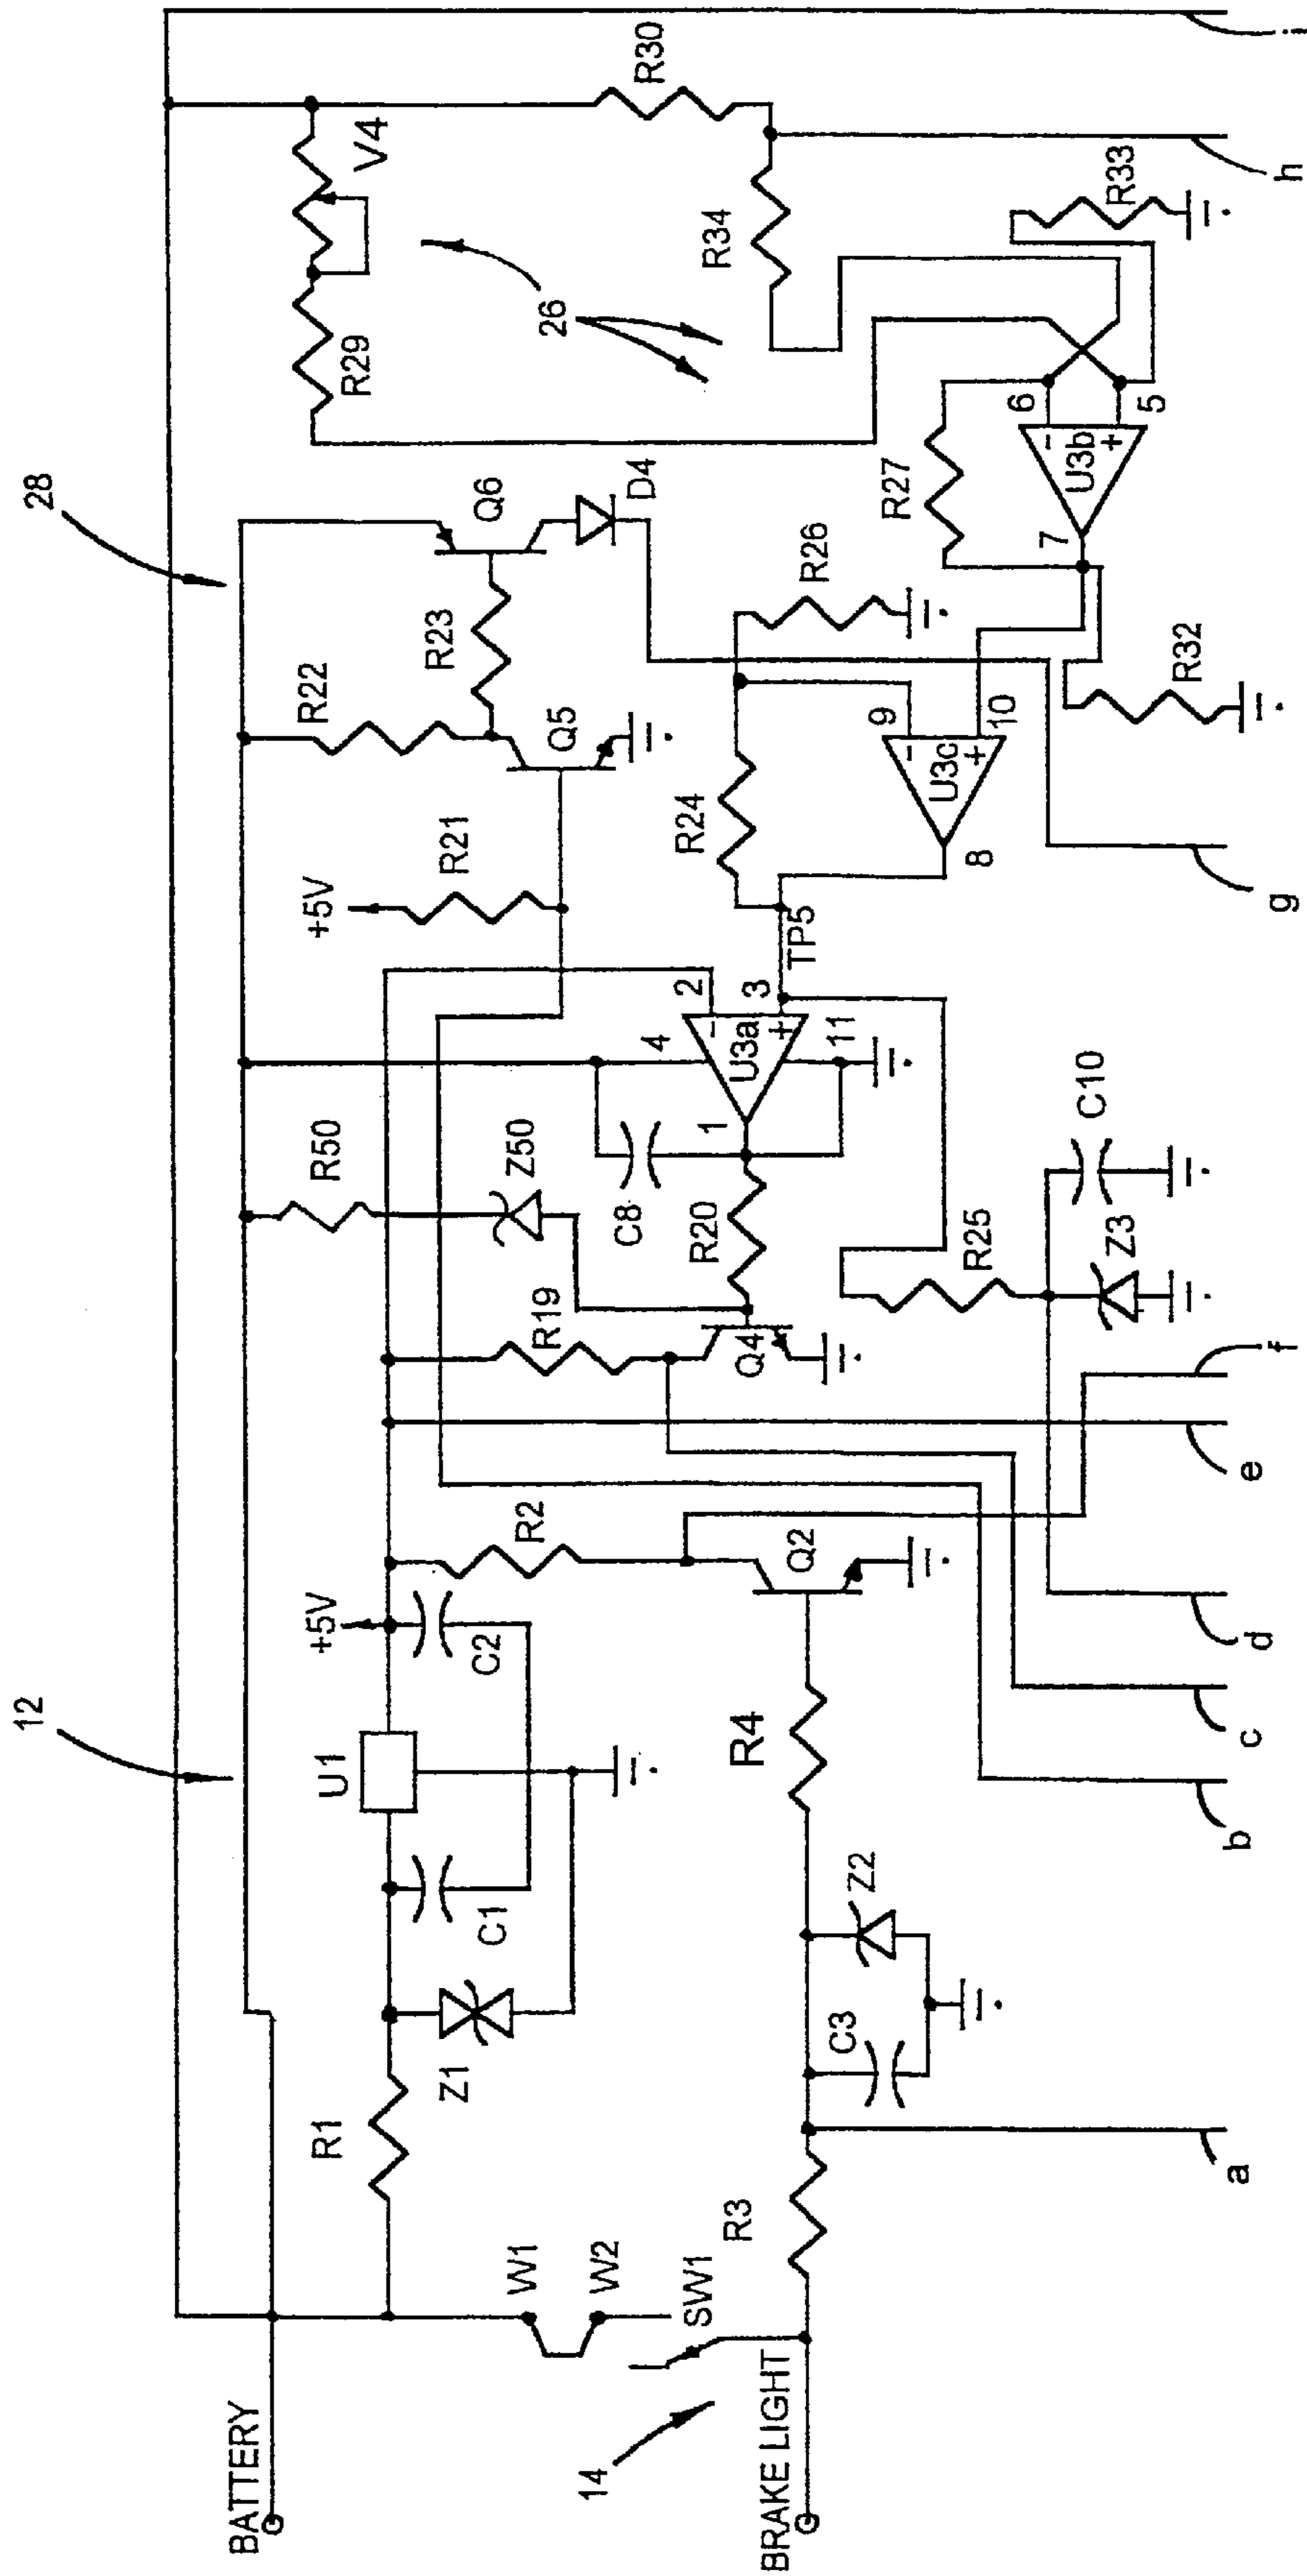 12
28
BATTERY
R1
Z1
C1
U1
+5V
C2
R2
R19
R50
Z50
C8
4
U3a
2
3
1
11
R20
Q4
+5V
R21
R22
R23
Q5
Q6
D4
R29
V4
26
R30
R34
W1
W2
SW1
14
BRAKE LIGHT
R3
C3
Z2
R4
Q2
R25
Z3
C10
TP5
R24
8
U3c
9
10
R26
R32
R27
7
U3b
6
5
R33
-
+
-
+
-
+
a
b
c
d
e
f
g
h
i